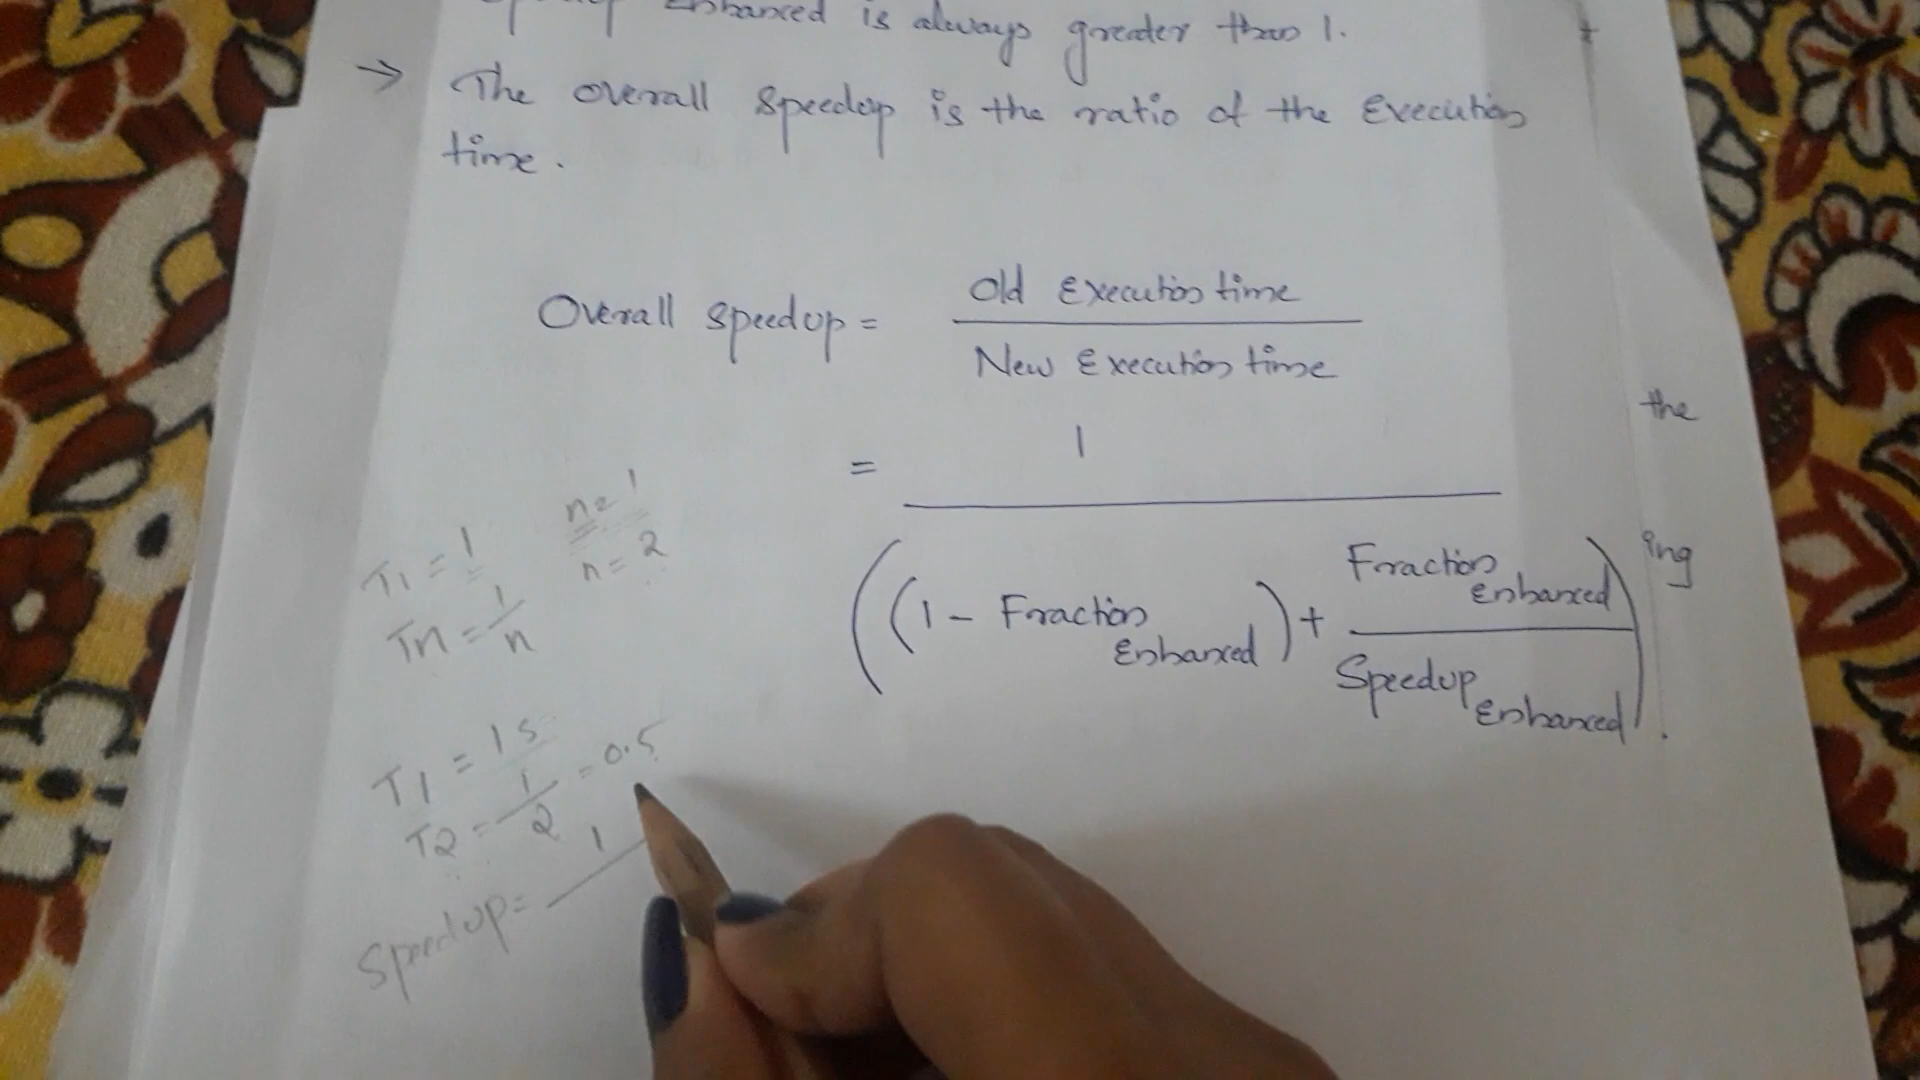 Speedup Enhanced is always greater than 1.
→ The overall speedup is the ratio of the Execution
time.
Overall speedup = Old Execution time
New Execution time
= 1
((1 - Fraction Enhanced) + Fraction Enhanced
Speedup Enhanced).
the
ing
T1 = 1
Tn = 1/n
n = 1
n = 2
T1 = 1s
T2 = 1/2 = 0.5
Speedup = 1